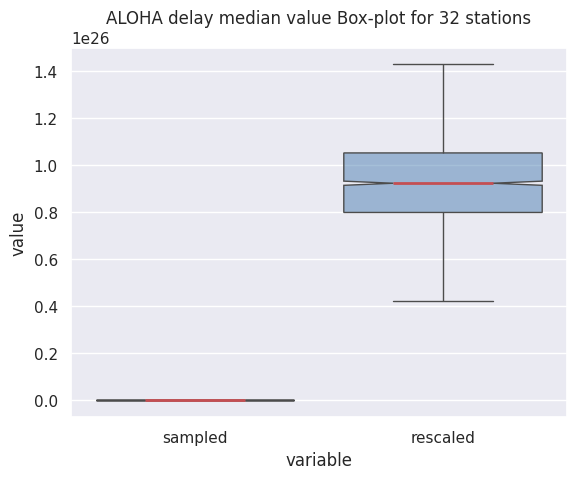 ALOHA delay median value Box-plot for 32 stations
1e26
1.4
1.2
1.0
0.8
0.6
0.4
0.2
0.0
value
sampled
rescaled
variable